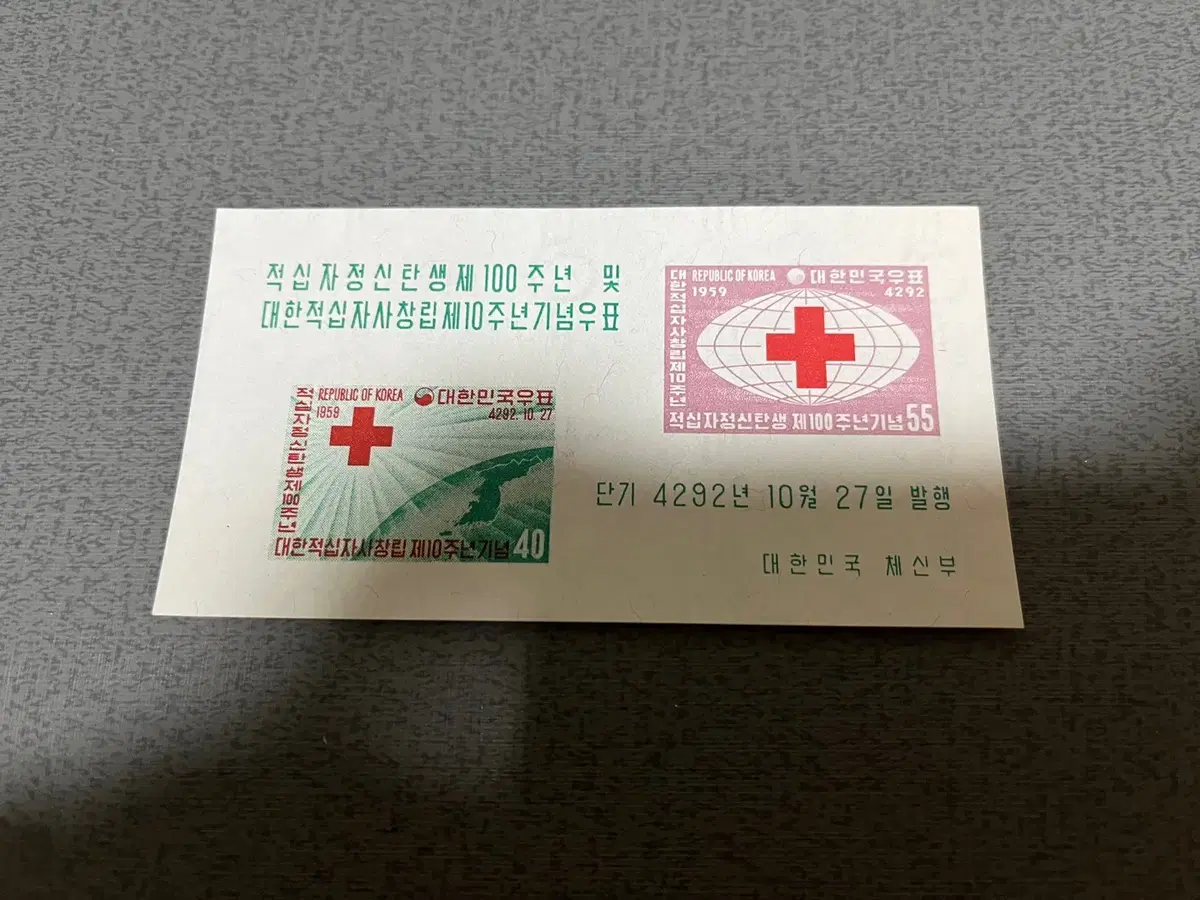 적십자정신탄생제100주년 및
대한적십자사창립제10주년기념우표
REPUBLIC OF KOREA 대한민국우표
1959 4292
대한적십자사창립제10주년
적십자정신탄생 제100주년기념 55
REPUBLIC OF KOREA 대한민국우표
1959 4292.10.27
적십자정신탄생제100주년
대한적십자사창립 제10주년기념 40
단기 4292년 10월 27일 발행
대한민국 체신부